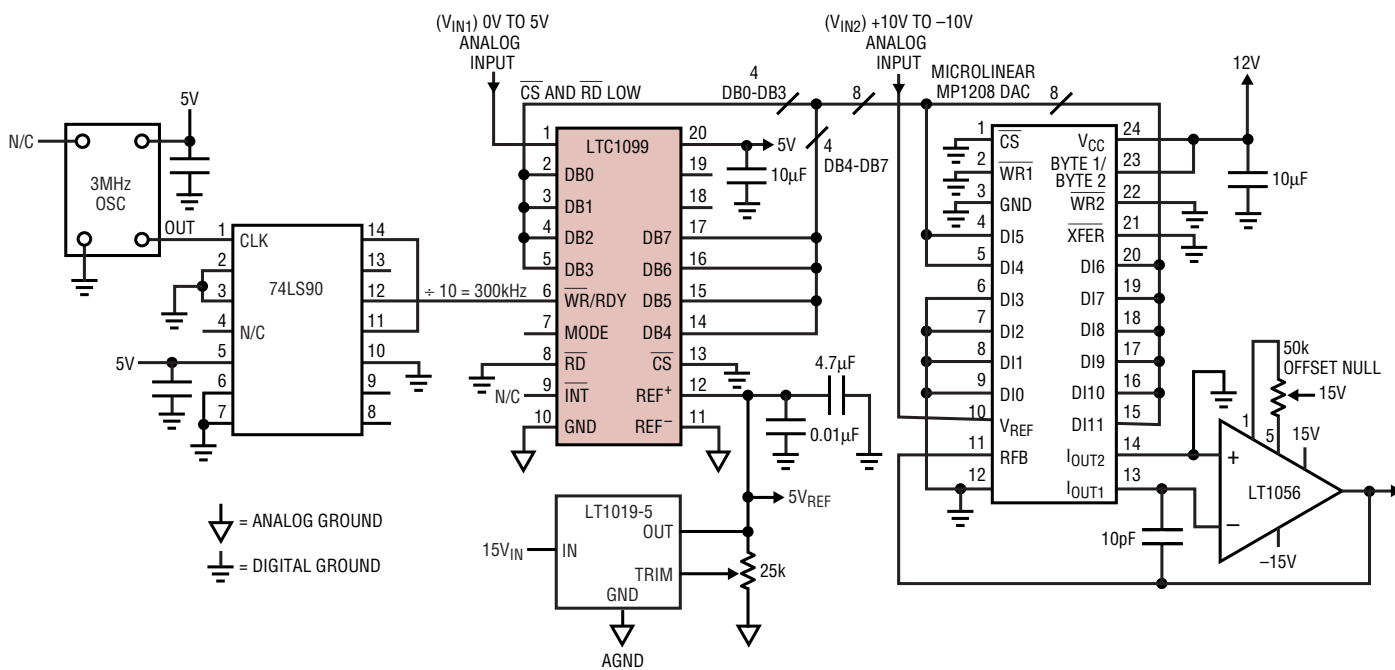 (VIN1) 0V TO 5V
ANALOG
INPUT
(VIN2) +10V TO –10V
ANALOG
INPUT
12V
5V
N/C
3MHz
OSC
OUT
CS AND RD LOW
4
DB0-DB3
8
4
DB4-DB7
MICROLINEAR
MP1208 DAC
8
74LS90
1 CLK
2
3
4 N/C
5
6
7
14
13
12
11
10
9
8
5V
÷ 10 = 300kHz
LTC1099
1
2 DB0
3 DB1
4 DB2
5 DB3
6 WR/RDY
7 MODE
8 RD
N/C 9 INT
10 GND
20 5V
19
18
DB7 17
DB6 16
DB5 15
DB4 14
CS 13
REF+ 12
REF– 11
10µF
4.7µF
0.01µF
1 CS
2 WR1
3 GND
4 DI5
5 DI4
6 DI3
7 DI2
8 DI1
9 DI0
10 VREF
11 RFB
12
VCC 24
BYTE 1/ 23
BYTE 2
WR2 22
XFER 21
DI6 20
DI7 19
DI8 18
DI9 17
DI10 16
DI11 15
IOUT2 14
IOUT1 13
10µF
50k
OFFSET NULL
15V
1
5
15V
+
LT1056
–
–15V
10pF
5VREF
LT1019-5
OUT
15VIN IN
TRIM
GND
25k
AGND
= ANALOG GROUND
= DIGITAL GROUND